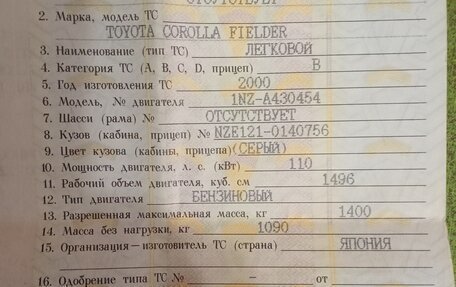 ОТСУТСТВУЕТ
2. Марка, модель ТС
TOYOTA COROLLA FIELDER
3. Наименование (тип ТС) ЛЕГКОВОЙ
4. Категория ТС (A, B, C, D, прицеп) B
5. Год изготовления ТС 2000
6. Модель, № двигателя 1NZ-A430454
7. Шасси (рама) № ОТСУТСТВУЕТ
8. Кузов (кабина, прицеп) № NZE121-0140756
9. Цвет кузова (кабины, прицепа) (СЕРЫЙ)
10. Мощность двигателя, л. с. (кВт) 110
11. Рабочий объем двигателя, куб. см 1496
12. Тип двигателя БЕНЗИНОВЫЙ
13. Разрешенная максимальная масса, кг 1400
14. Масса без нагрузки, кг 1090
15. Организация—изготовитель ТС (страна) ЯПОНИЯ
16. Одобрение типа ТС № - от